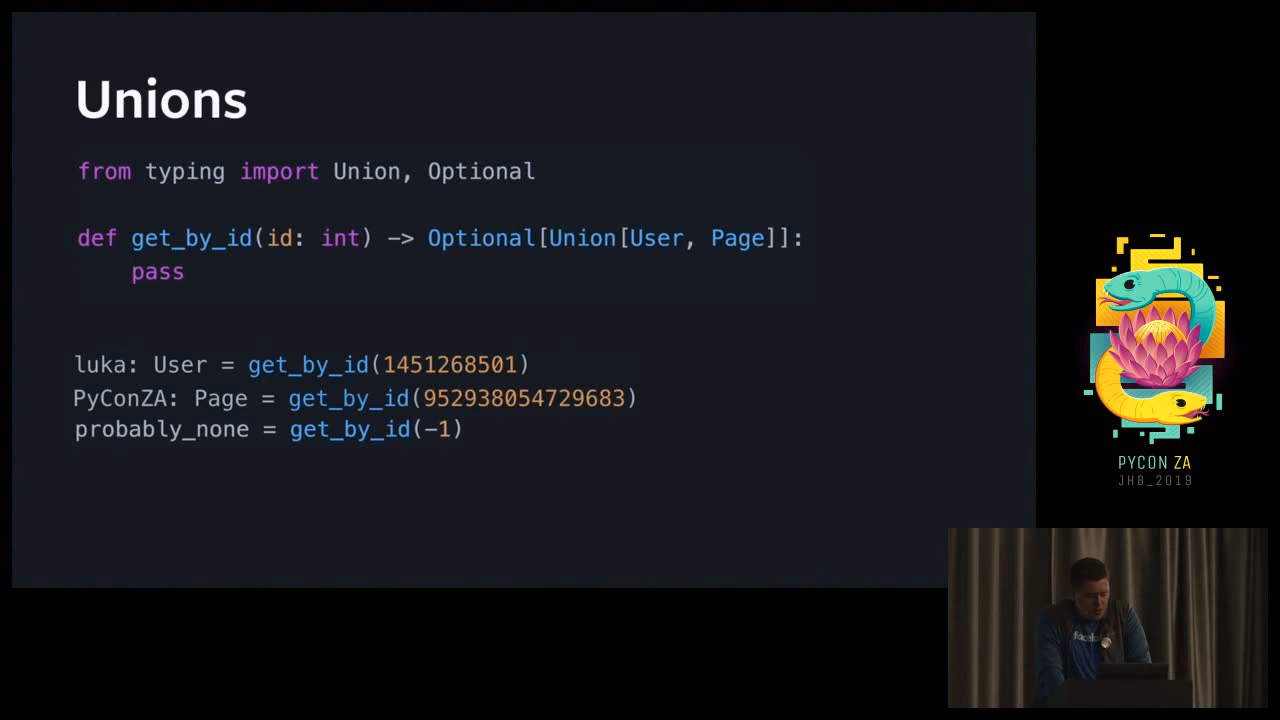 Unions
from typing import Union, Optional
def get_by_id(id: int) -> Optional[Union[User, Page]]:
    pass
luka: User = get_by_id(1451268501)
PyConZA: Page = get_by_id(952938054729683)
probably_none = get_by_id(-1)
PYCON ZA
JHB_2019